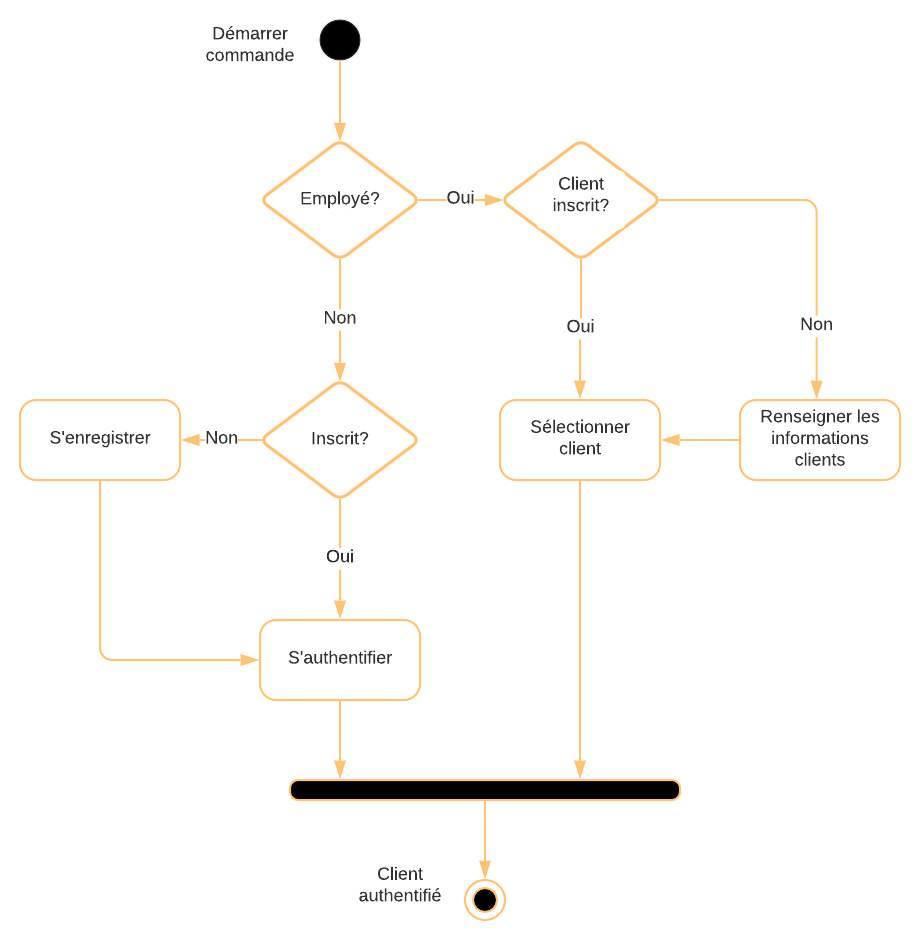 Démarrer
commande
Employé?
Oui
Client
inscrit?
Non
Oui
Non
S'enregistrer
Non
Inscrit?
Sélectionner
client
Renseigner les
informations
clients
Oui
S'authentifier
Client
authentifié